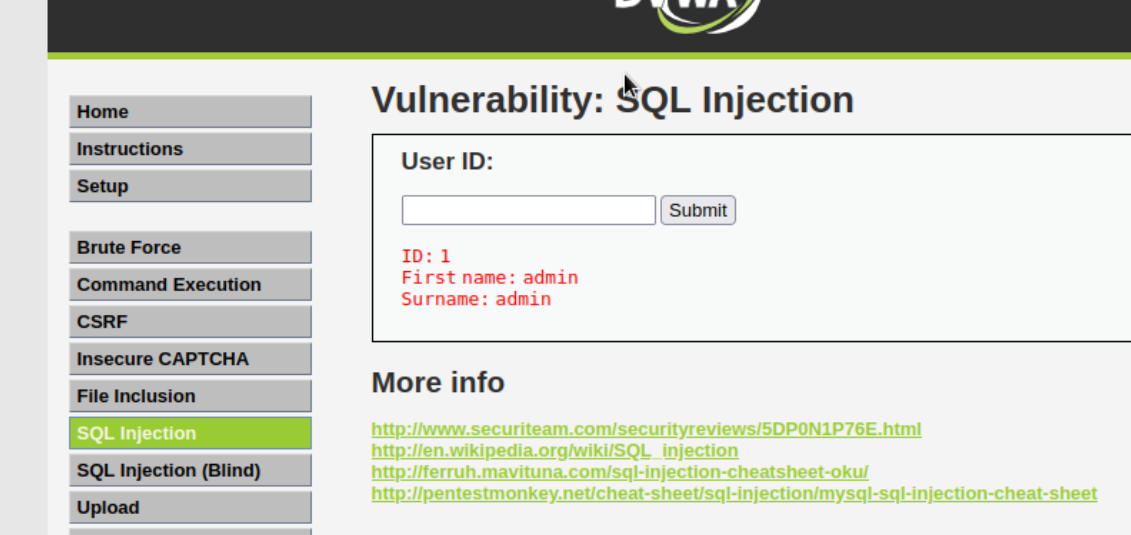 DVWA
Home
Instructions
Setup
Brute Force
Command Execution
CSRF
Insecure CAPTCHA
File Inclusion
SQL Injection
SQL Injection (Blind)
Upload
Vulnerability: SQL Injection
User ID:
Submit
ID: 1
First name: admin
Surname: admin
More info
http://www.securiteam.com/securityreviews/5DP0N1P76E.html
http://en.wikipedia.org/wiki/SQL_injection
http://ferruh.mavituna.com/sql-injection-cheatsheet-oku/
http://pentestmonkey.net/cheat-sheet/sql-injection/mysql-sql-injection-cheat-sheet